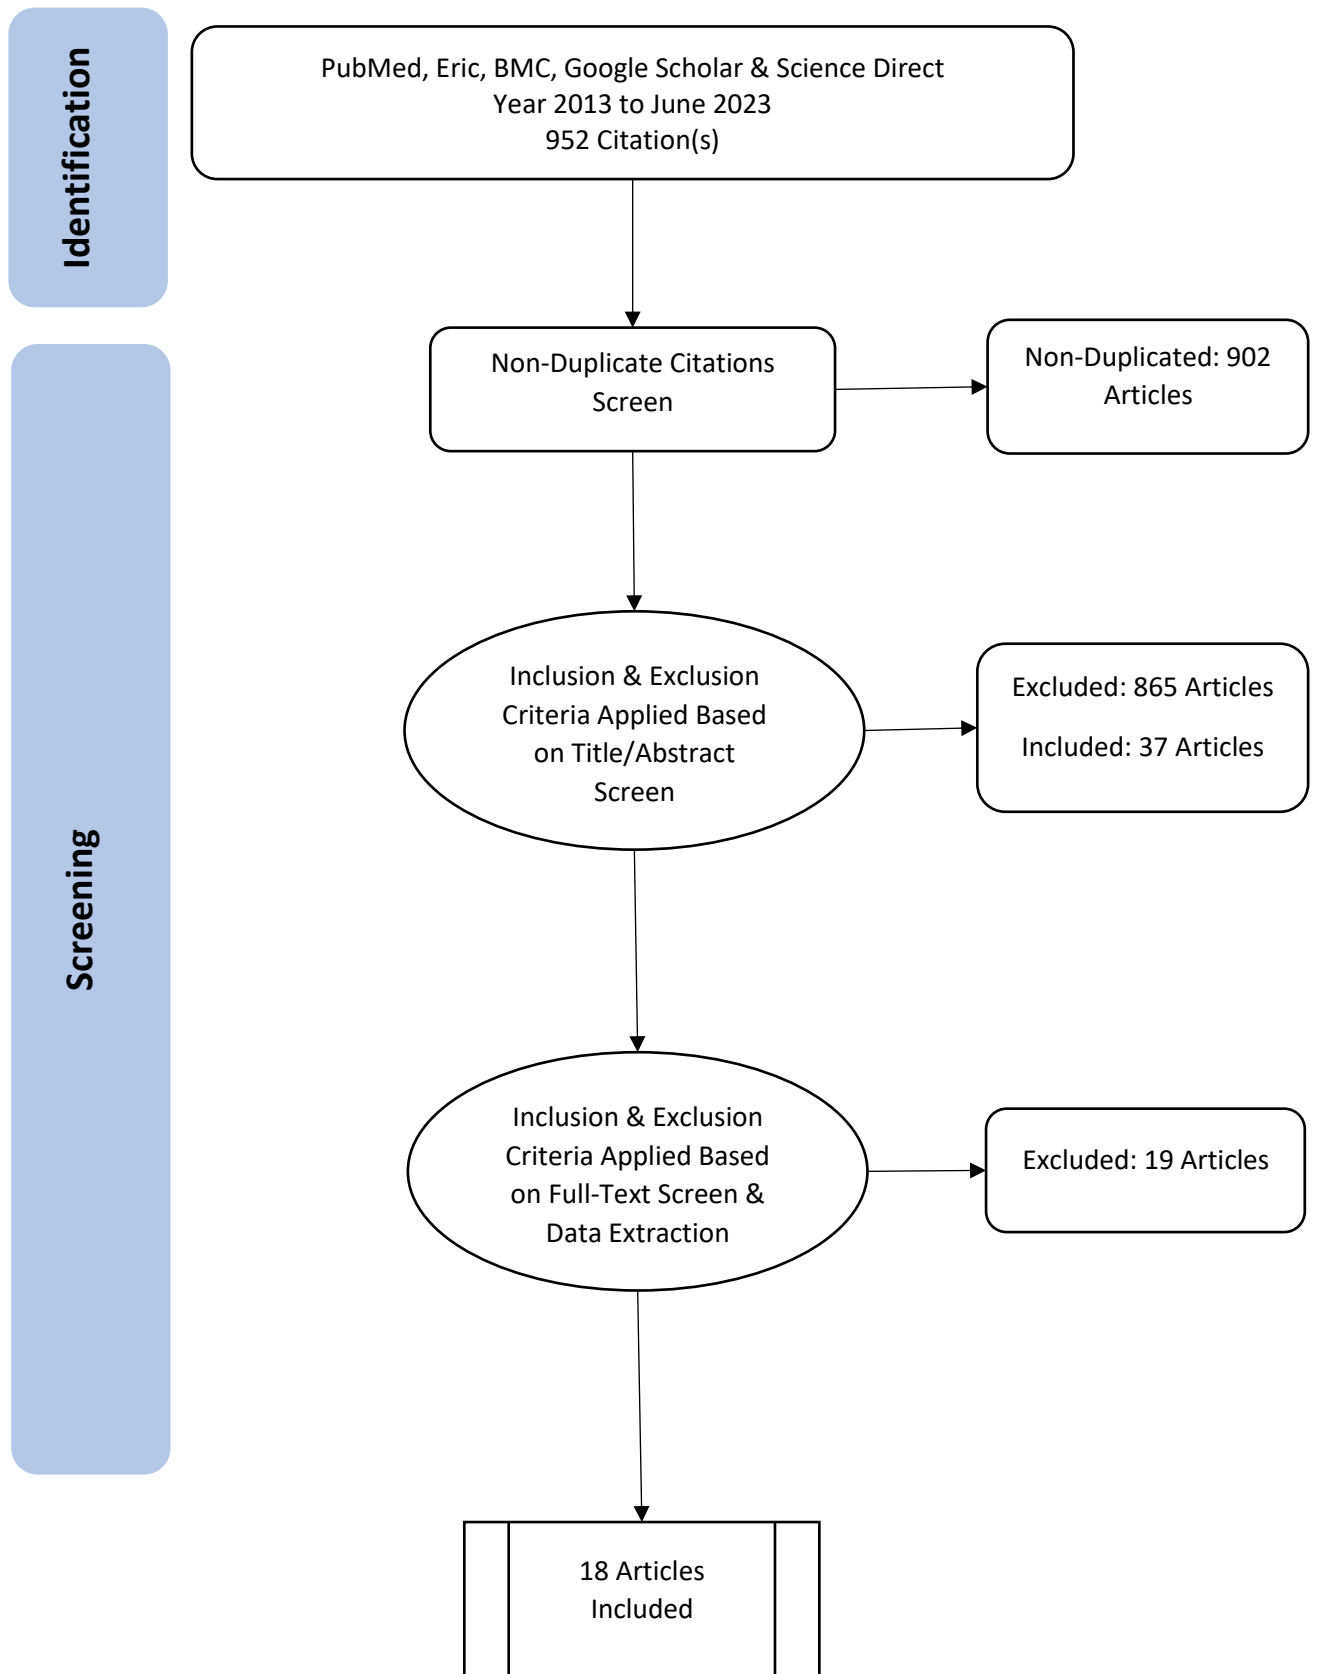 Identification
PubMed, Eric, BMC, Google Scholar & Science Direct
Year 2013 to June 2023
952 Citation(s)
Screening
Non-Duplicate Citations
Screen
Non-Duplicated: 902
Articles
Inclusion & Exclusion
Criteria Applied Based
on Title/Abstract
Screen
Excluded: 865 Articles
Included: 37 Articles
Inclusion & Exclusion
Criteria Applied Based
on Full-Text Screen &
Data Extraction
Excluded: 19 Articles
18 Articles
Included